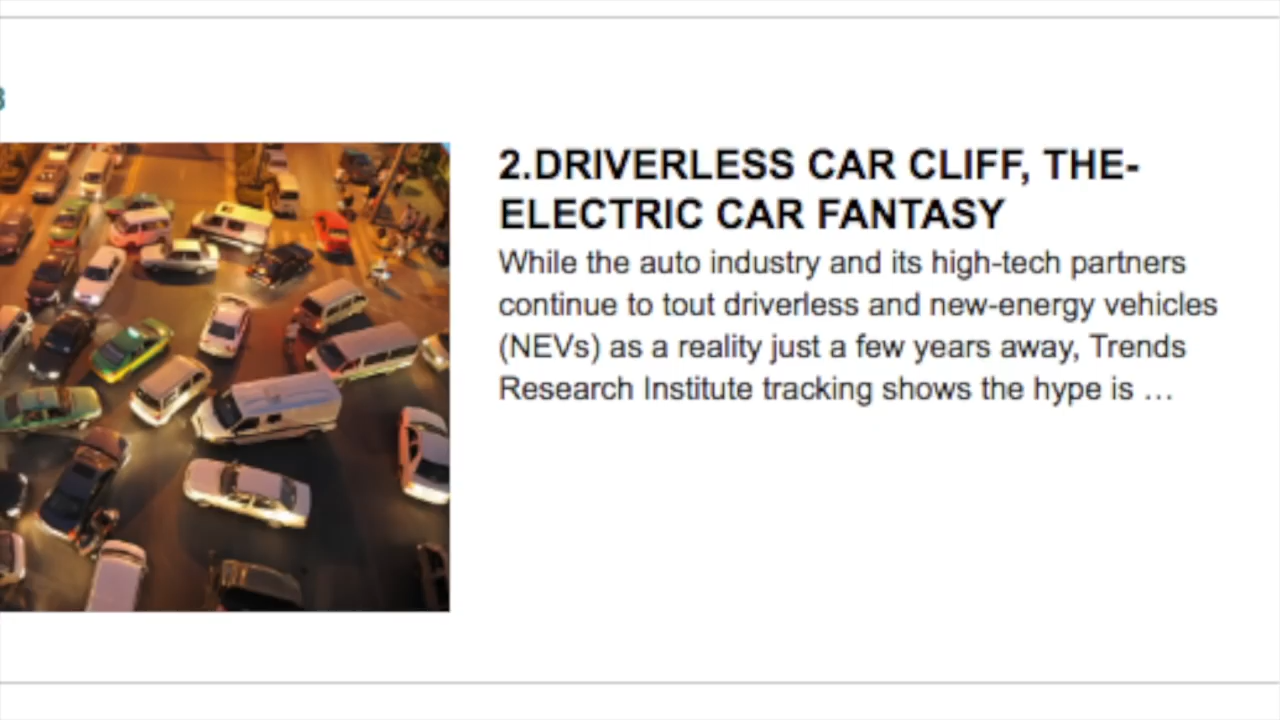 2.DRIVERLESS CAR CLIFF, THE-
ELECTRIC CAR FANTASY
While the auto industry and its high-tech partners
continue to tout driverless and new-energy vehicles
(NEVs) as a reality just a few years away, Trends
Research Institute tracking shows the hype is …